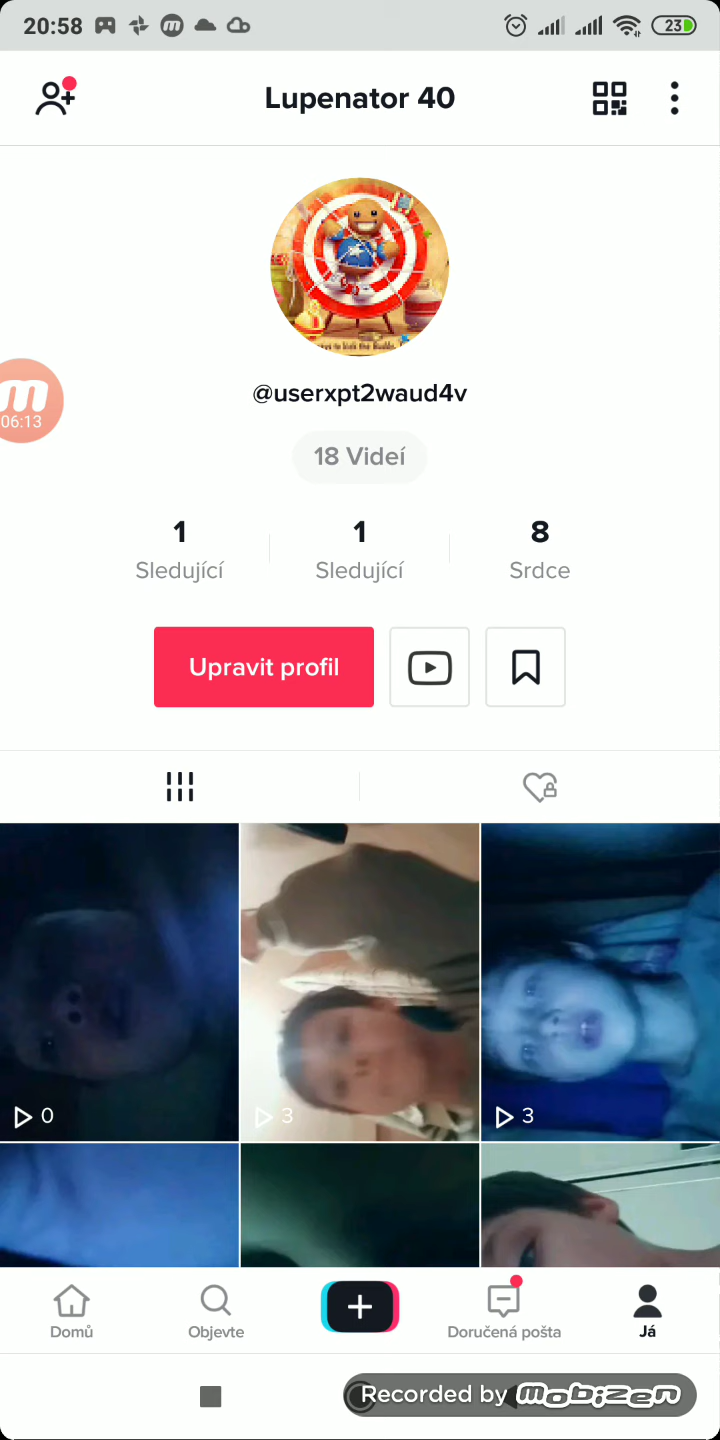 20:58
23
Lupenator 40
06:13
@userxpt2waud4v
18 Videí
1 1 8
Sledující Sledující Srdce
Upravit profil
0 3 3
Domů Objevte Doručená pošta Já
Recorded by mobizen